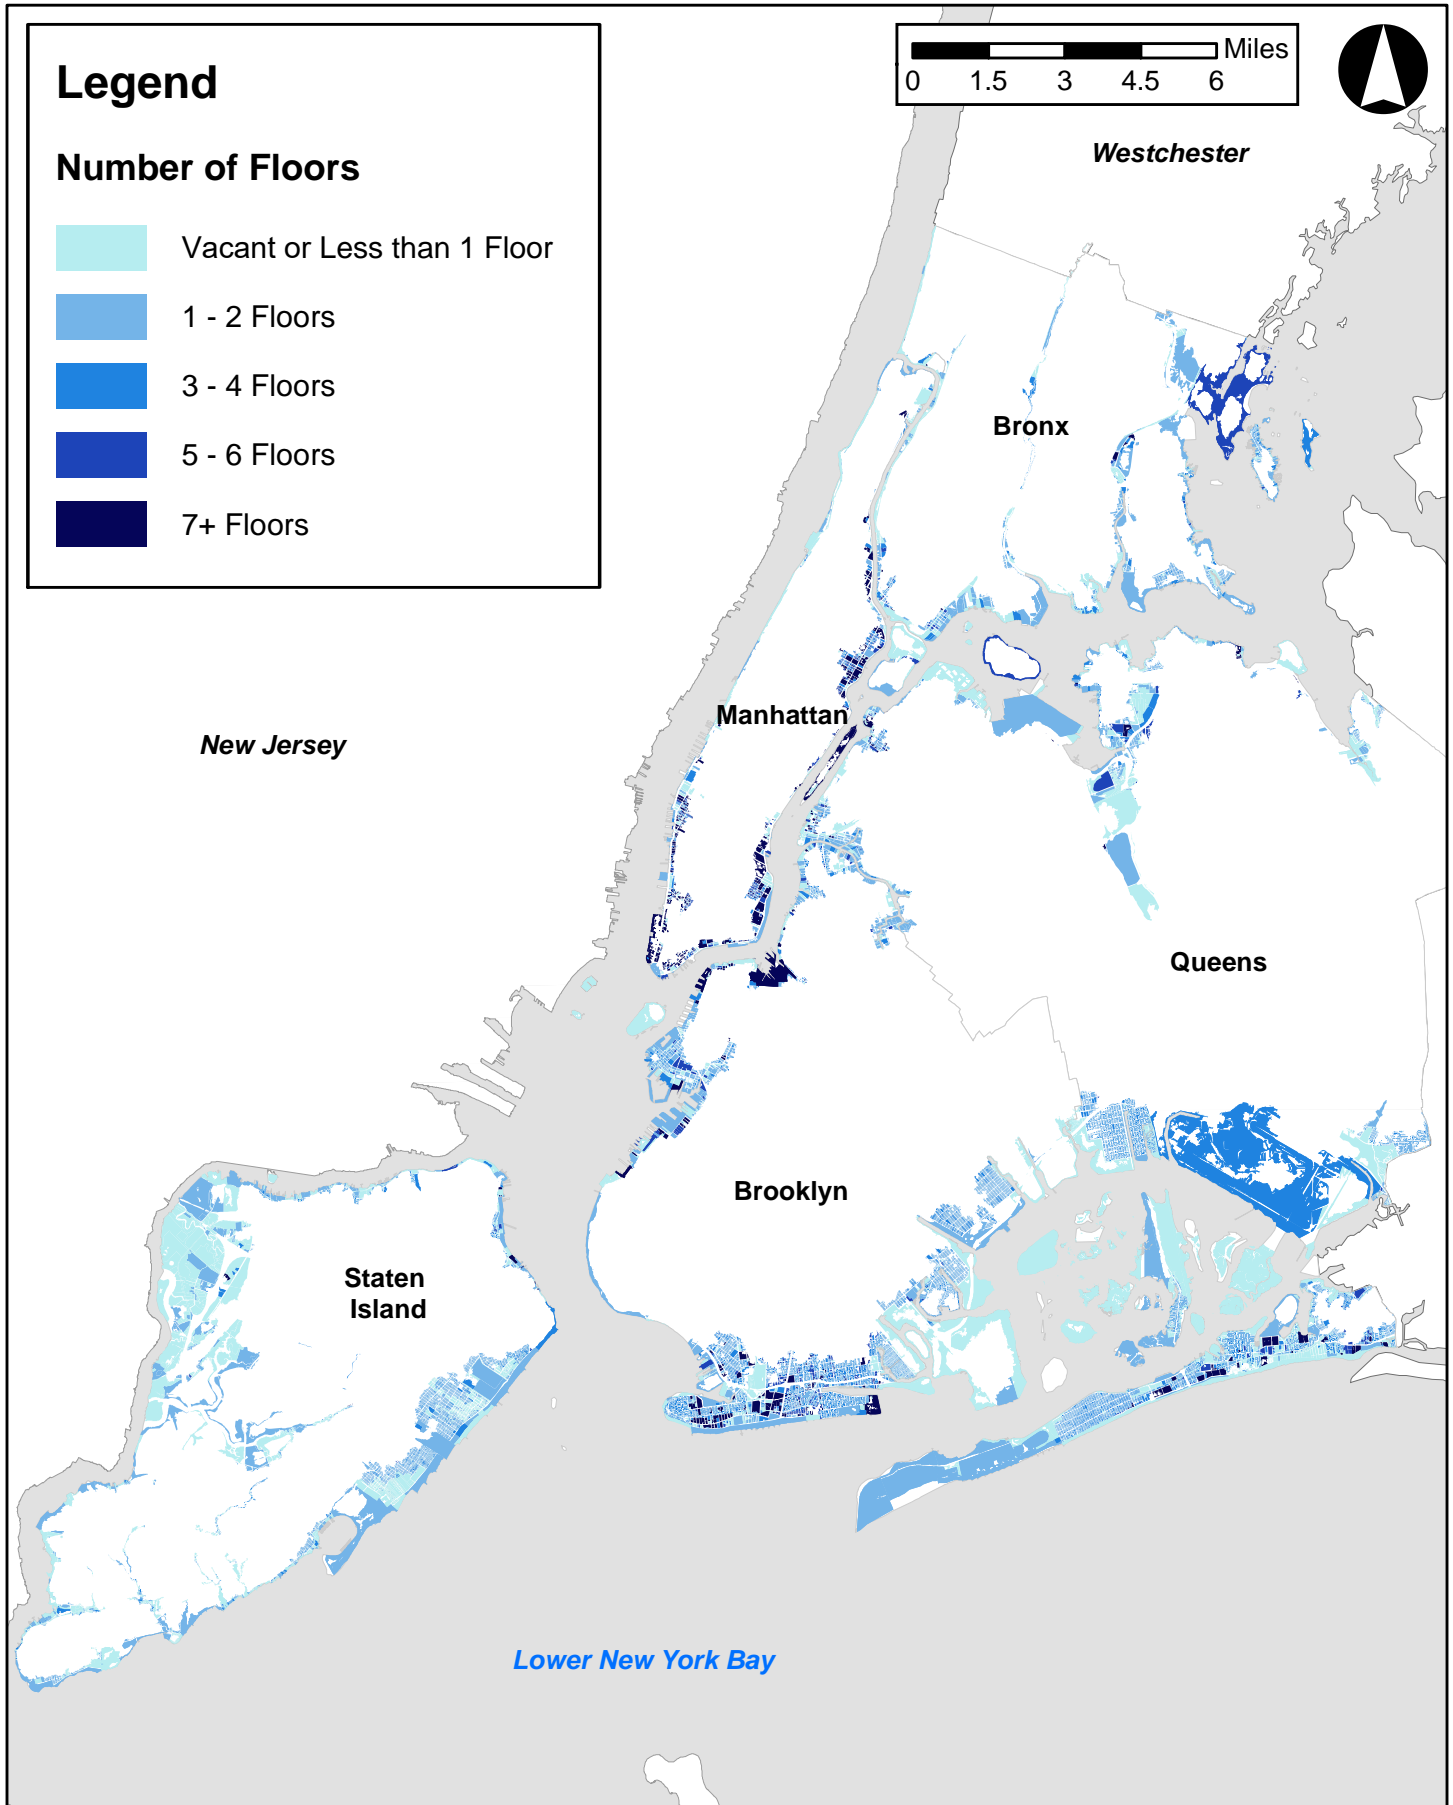 Legend
Number of Floors
Vacant or Less than 1 Floor
1 - 2 Floors
3 - 4 Floors
5 - 6 Floors
7+ Floors
Miles
0 1.5 3 4.5 6
Westchester
Bronx
Manhattan
New Jersey
Queens
Brooklyn
Staten
Island
Lower New York Bay